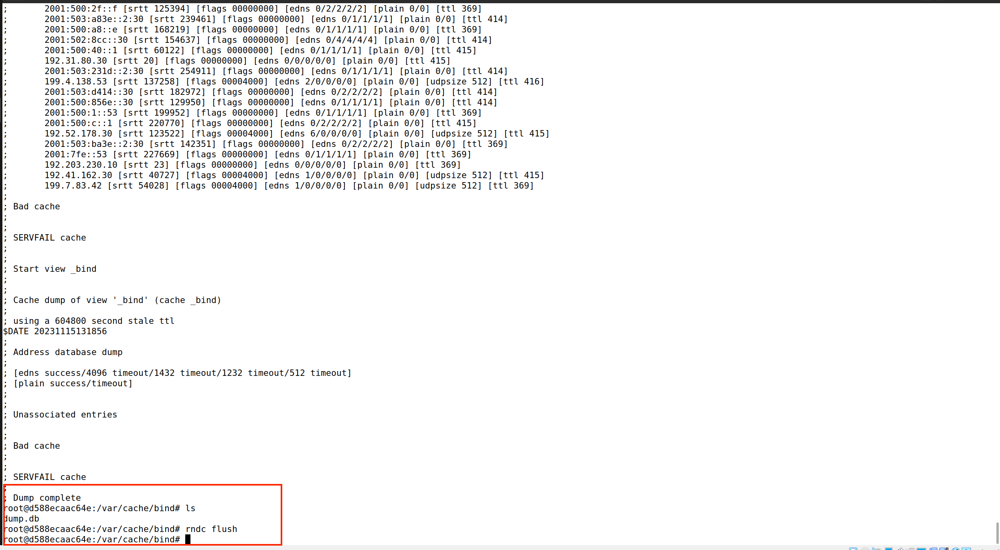 ;       2001:500:2f::f [srtt 125394] [flags 00000000] [edns 0/2/2/2/2] [plain 0/0] [ttl 369]
;       2001:503:a83e::2:30 [srtt 239461] [flags 00000000] [edns 0/1/1/1/1] [plain 0/0] [ttl 414]
;       2001:500:a8::e [srtt 168219] [flags 00000000] [edns 0/1/1/1/1] [plain 0/0] [ttl 369]
;       2001:502:8cc::30 [srtt 154637] [flags 00000000] [edns 0/4/4/4/4] [plain 0/0] [ttl 414]
;       2001:500:40::1 [srtt 60122] [flags 00000000] [edns 0/1/1/1/1] [plain 0/0] [ttl 415]
;       192.31.80.30 [srtt 20] [flags 00000000] [edns 0/0/0/0/0] [plain 0/0] [ttl 415]
;       2001:503:231d::2:30 [srtt 254911] [flags 00000000] [edns 0/1/1/1/1] [plain 0/0] [ttl 414]
;       199.4.138.53 [srtt 137258] [flags 00004000] [edns 2/0/0/0/0] [plain 0/0] [udpsize 512] [ttl 416]
;       2001:503:d414::30 [srtt 182972] [flags 00000000] [edns 0/2/2/2/2] [plain 0/0] [ttl 414]
;       2001:500:856e::30 [srtt 129950] [flags 00000000] [edns 0/1/1/1/1] [plain 0/0] [ttl 414]
;       2001:500:1::53 [srtt 199952] [flags 00000000] [edns 0/1/1/1/1] [plain 0/0] [ttl 369]
;       2001:500:c::1 [srtt 220770] [flags 00000000] [edns 0/2/2/2/2] [plain 0/0] [ttl 415]
;       192.52.178.30 [srtt 123522] [flags 00004000] [edns 6/0/0/0/0] [plain 0/0] [udpsize 512] [ttl 415]
;       2001:503:ba3e::2:30 [srtt 142351] [flags 00000000] [edns 0/2/2/2/2] [plain 0/0] [ttl 369]
;       2001:7fe::53 [srtt 227669] [flags 00000000] [edns 0/1/1/1/1] [plain 0/0] [ttl 369]
;       192.203.230.10 [srtt 23] [flags 00000000] [edns 0/0/0/0/0] [plain 0/0] [ttl 369]
;       192.41.162.30 [srtt 40727] [flags 00004000] [edns 1/0/0/0/0] [plain 0/0] [udpsize 512] [ttl 415]
;       199.7.83.42 [srtt 54028] [flags 00004000] [edns 1/0/0/0/0] [plain 0/0] [udpsize 512] [ttl 369]
;
; Bad cache
;
;
; SERVFAIL cache
;
;
; Start view _bind
;
;
; Cache dump of view '_bind' (cache _bind)
;
; using a 604800 second stale ttl
$DATE 20231115131856
;
; Address database dump
;
; [edns success/4096 timeout/1432 timeout/1232 timeout/512 timeout]
; [plain success/timeout]
;
;
; Unassociated entries
;
;
; Bad cache
;
;
; SERVFAIL cache
;
; Dump complete
root@d588ecaac64e:/var/cache/bind# ls
dump.db
root@d588ecaac64e:/var/cache/bind# rndc flush
root@d588ecaac64e:/var/cache/bind#